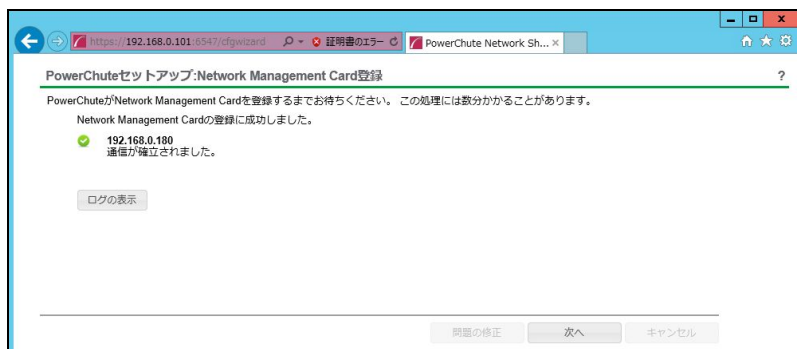 https://192.168.0.101:6547/cfgwizard
証明書のエラー
PowerChute Network Sh...
PowerChuteセットアップ:Network Management Card登録
?
PowerChuteがNetwork Management Cardを登録するまでお待ちください。 この処理には数分かかることがあります。
Network Management Cardの登録に成功しました。
192.168.0.180
通信が確立されました。
ログの表示
問題の修正
次へ
キャンセル